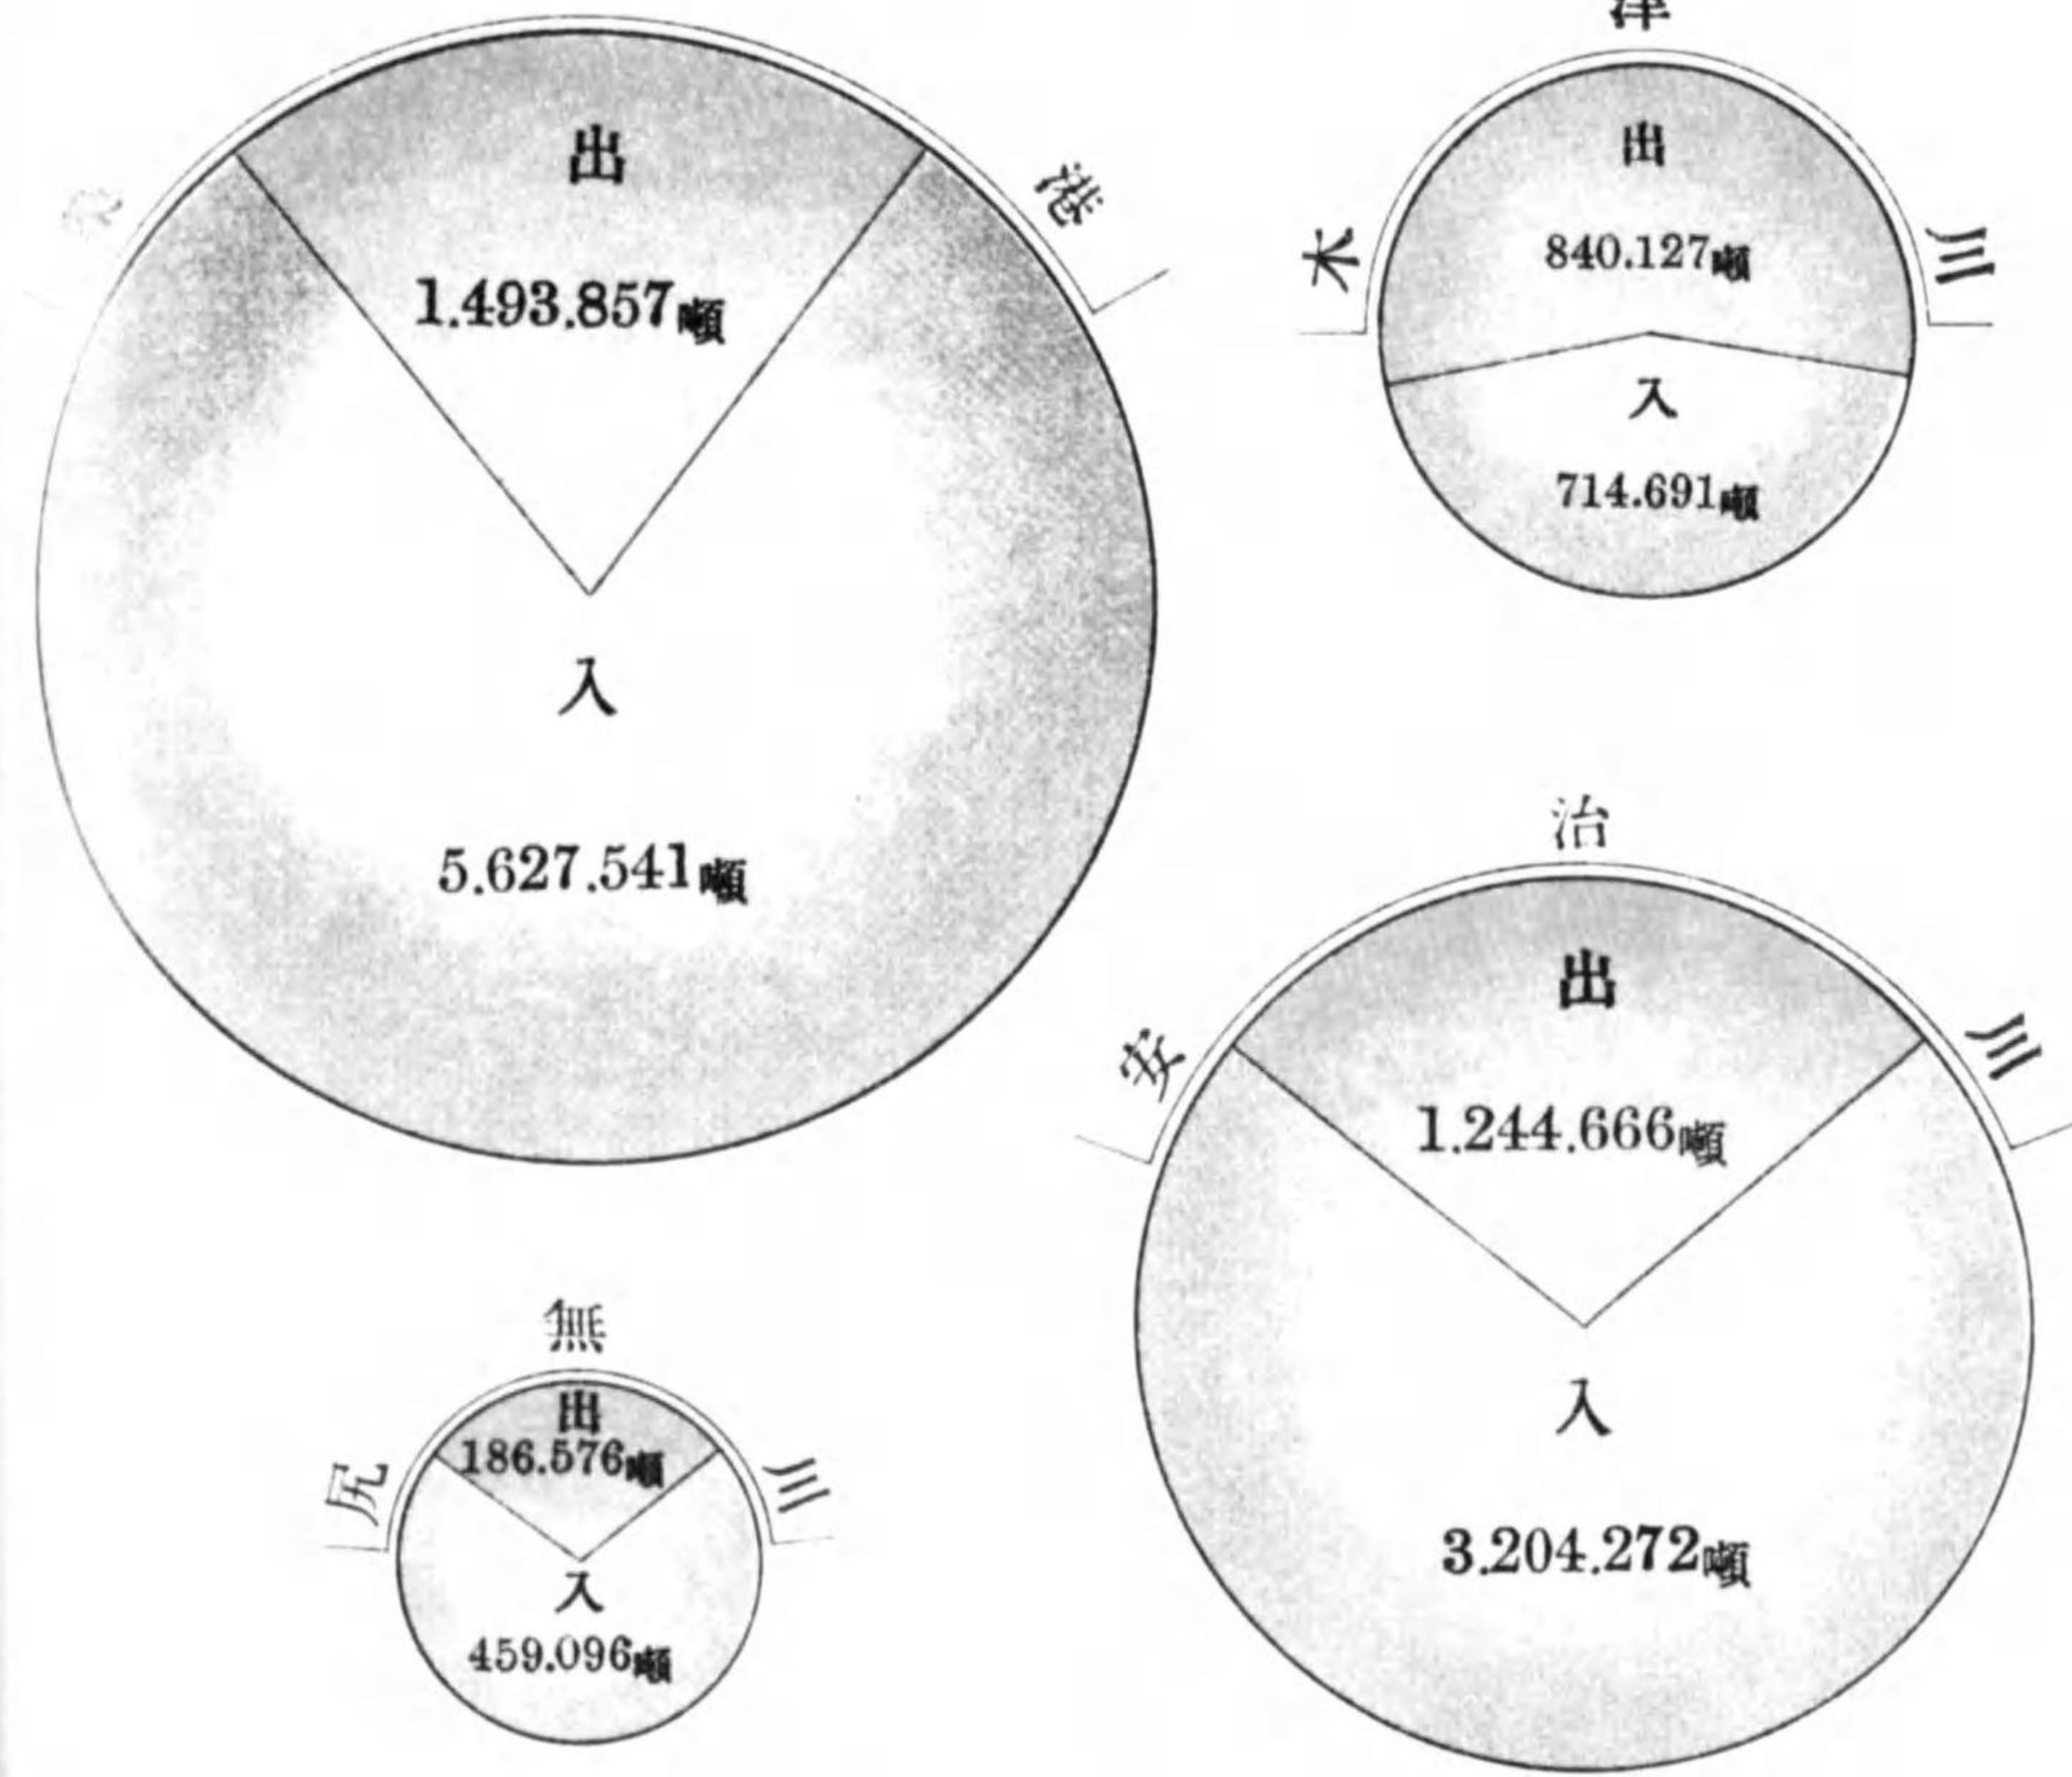 港
出
1.493.857噸
入
5.627.541噸
木津川
出
840.127噸
入
714.691噸
安治川
出
1.244.666噸
入
3.204.272噸
尻無川
出
186.576噸
入
459.096噸